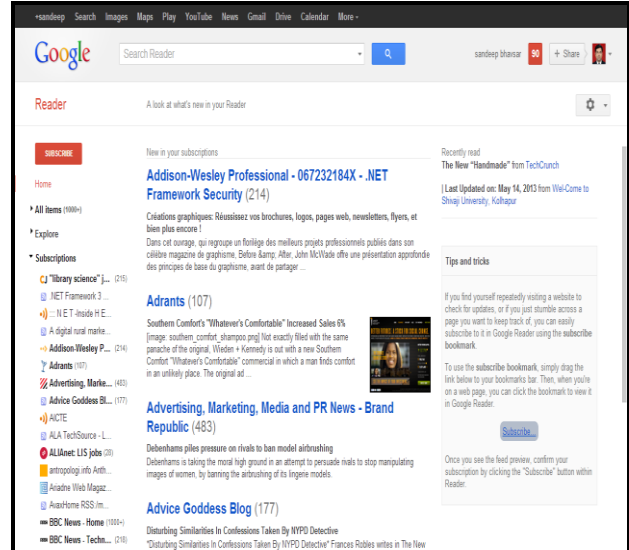 +sandeep Search Images Maps Play YouTube News Gmail Drive Calendar More -
Google
Search Reader
sandeep bhavsar 90 + Share
Reader
A look at what's new in your Reader
SUBSCRIBE
Home
All items (1000+)
Explore
Subscriptions
"library science" j... (215)
.NET Framework 3 ...
::: N E T -Inside H E...
A digital rural marke...
Addison-Wesley P... (214)
Adrants (107)
Advertising, Marke... (483)
Advice Goddess Bl... (177)
AICTE
ALA TechSource - L...
ALIAnet: LIS jobs (28)
antropologi.info Anth...
Ariadne Web Magaz...
AvaxHome RSS:/m...
BBC News - Home (1000+)
BBC News - Techn... (218)
New in your subscriptions
Addison-Wesley Professional - 067232184X - .NET
Framework Security (214)
Créations graphiques: Réussissez vos brochures, logos, pages web, newsletters, flyers, et
bien plus encore !
Dans cet ouvrage, qui regroupe un florilège des meilleurs projets professionnels publiés dans son
célèbre magazine de graphisme, Before &amp; After, John McWade offre une présentation approfondie
des principes de base du graphisme, avant de partager ...
Adrants (107)
Southern Comfort's "Whatever's Comfortable" Increased Sales 6%
[image: southern_comfort_shampoo.png] Not exactly filled with the same
panache of the original, Wieden + Kennedy is out with a new Southern
Comfort "Whatever's Comfortable" commercial in which a man finds comfort
in an unlikely place. The original ad ...
Advertising, Marketing, Media and PR News - Brand
Republic (483)
Debenhams piles pressure on rivals to ban model airbrushing
Debenhams is taking the moral high ground in an attempt to persuade rivals to stop manipulating
images of women, by banning the airbrushing of its lingerie models.
Advice Goddess Blog (177)
Disturbing Similarities In Confessions Taken By NYPD Detective
*Disturbing Similarities In Confessions Taken By NYPD Detective* Frances Robles writes in The New
Recently read
The New "Handmade" from TechCrunch
| Last Updated on: May 14, 2013 from Wel-Come to
Shivaji University, Kolhapur
Tips and tricks
If you find yourself repeatedly visiting a website to
check for updates, or if you just stumble across a
page you want to keep track of, you can easily
subscribe to it in Google Reader using the subscribe
bookmark.
To use the subscribe bookmark, simply drag the
link below to your bookmarks bar. Then, when you're
on a web page, you can click the bookmark to view it
in Google Reader.
Subscribe...
Once you see the feed preview, confirm your
subscription by clicking the "Subscribe" button within
Reader.